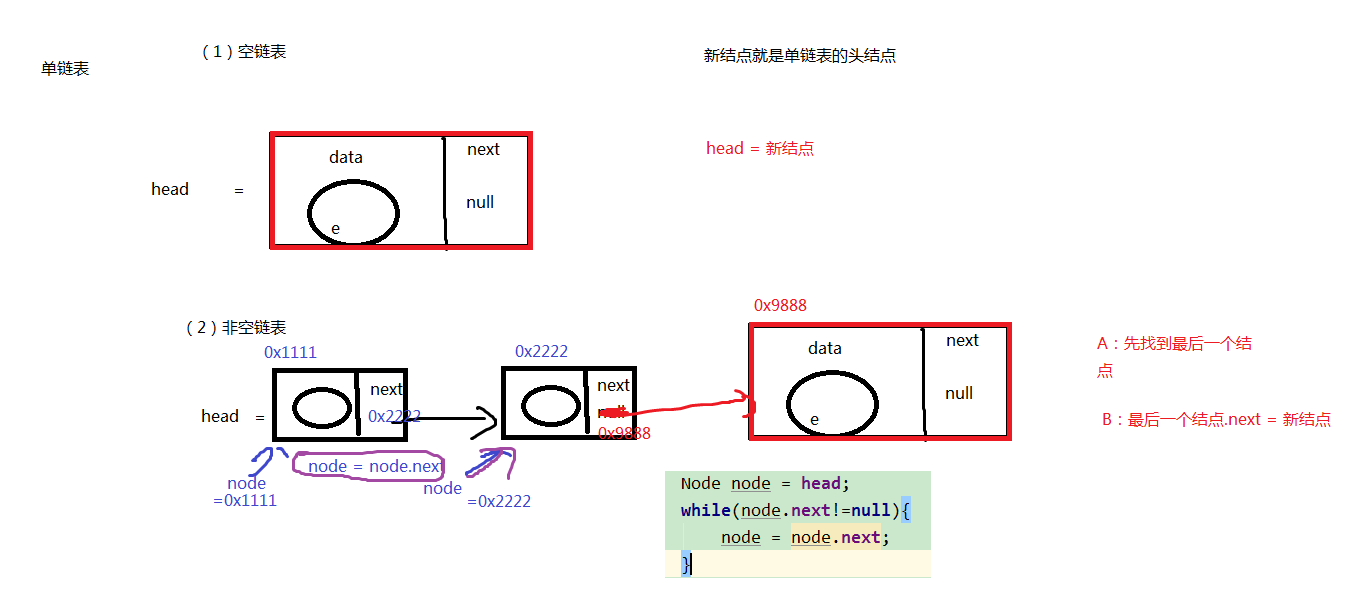 单链表
（1）空链表
新结点就是单链表的头结点
head =
data
next
e
null
head = 新结点
（2）非空链表
0x1111
head =
next
0x2222
node
=0x1111
node = node.next
0x2222
next
null
0x9888
node
=0x2222
0x9888
data
next
e
null
A：先找到最后一个结
点
B：最后一个结点.next = 新结点
Node node = head;
while(node.next!=null){
node = node.next;
}